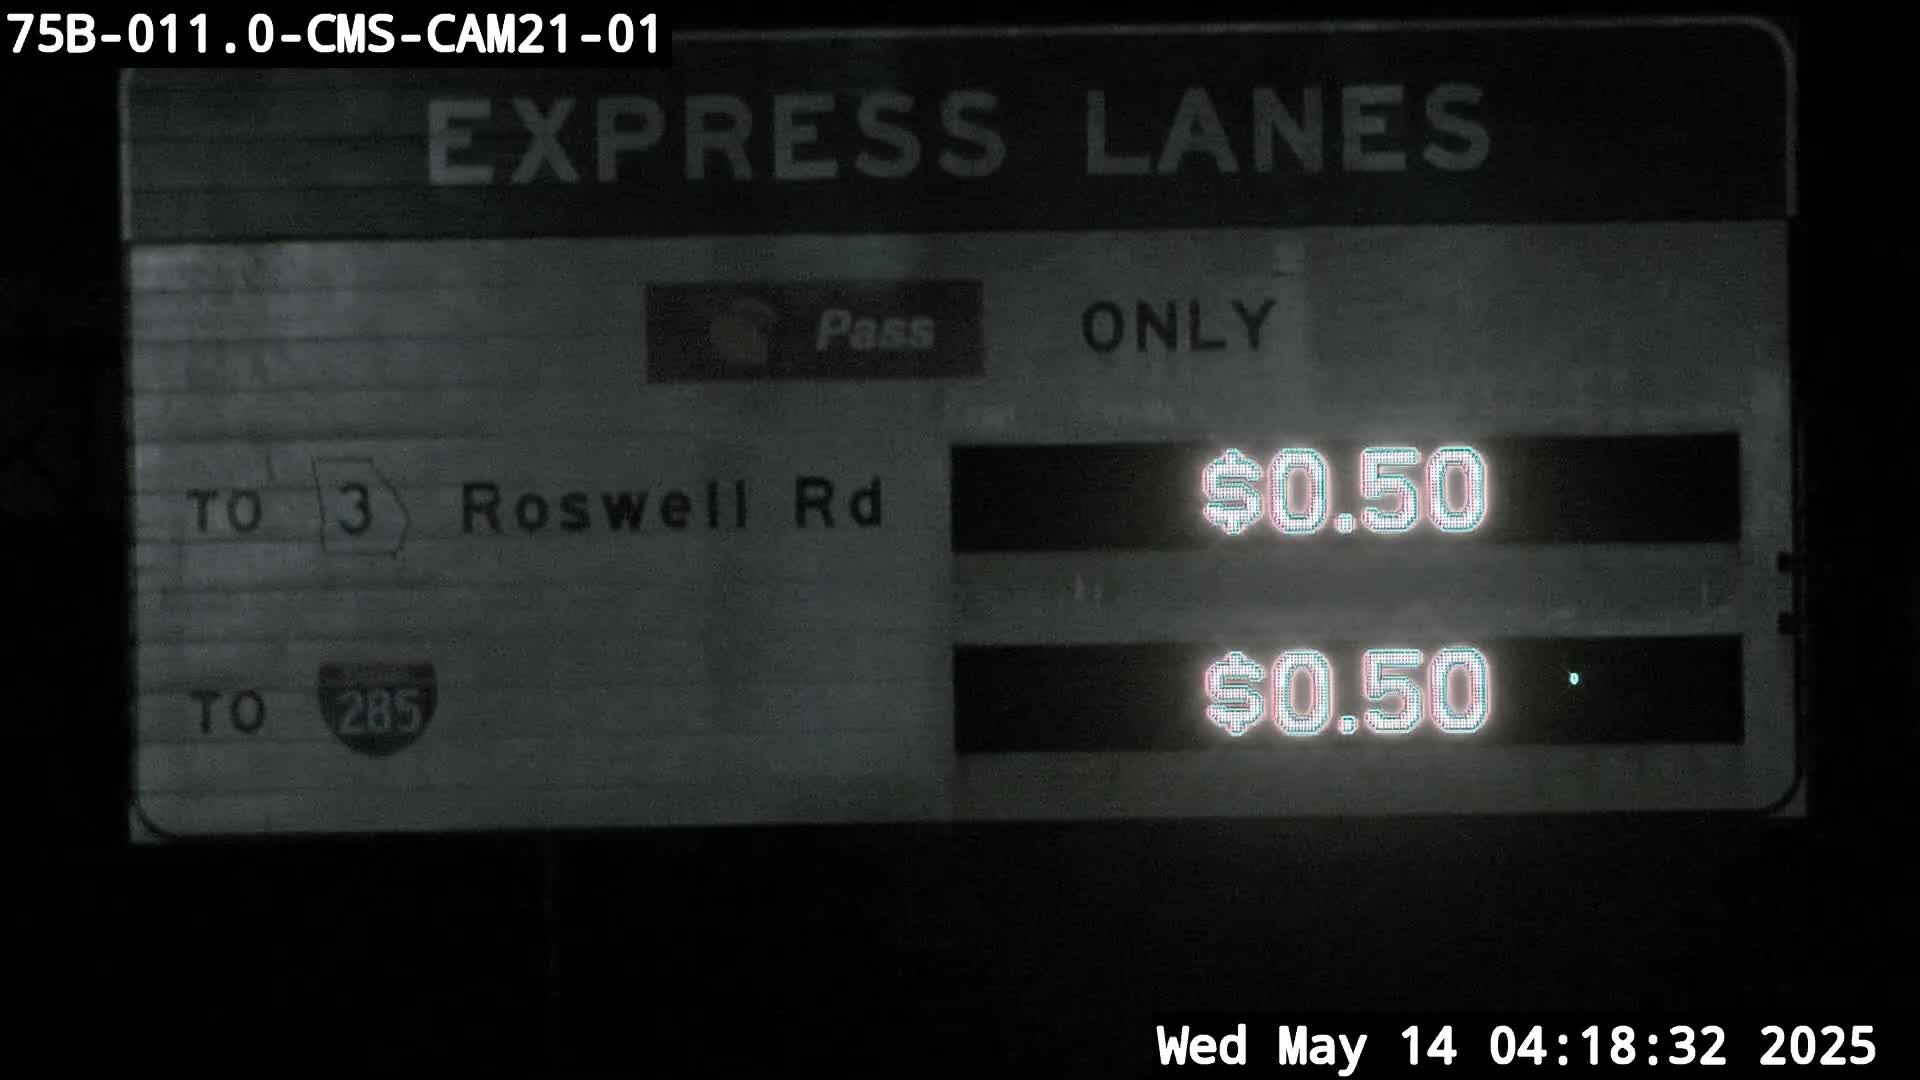 75B-011.0-CMS-CAM21-01
EXPRESS LANES
Pass ONLY
TO 3 Roswell Rd $0.50
TO 285 $0.50
Wed May 14 04:18:32 2025